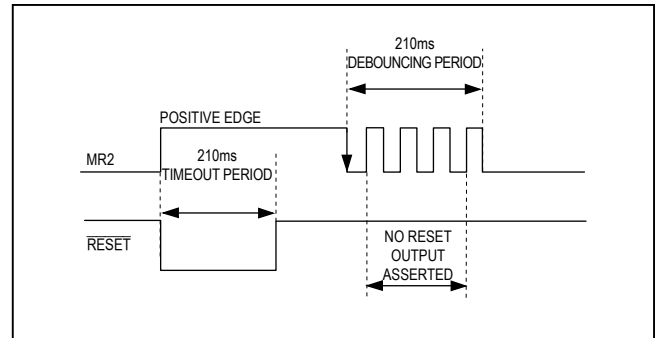 210ms
DEBOUNCING PERIOD
POSITIVE EDGE
MR2
210ms
TIMEOUT PERIOD
RESET
NO RESET
OUTPUT
ASSERTED